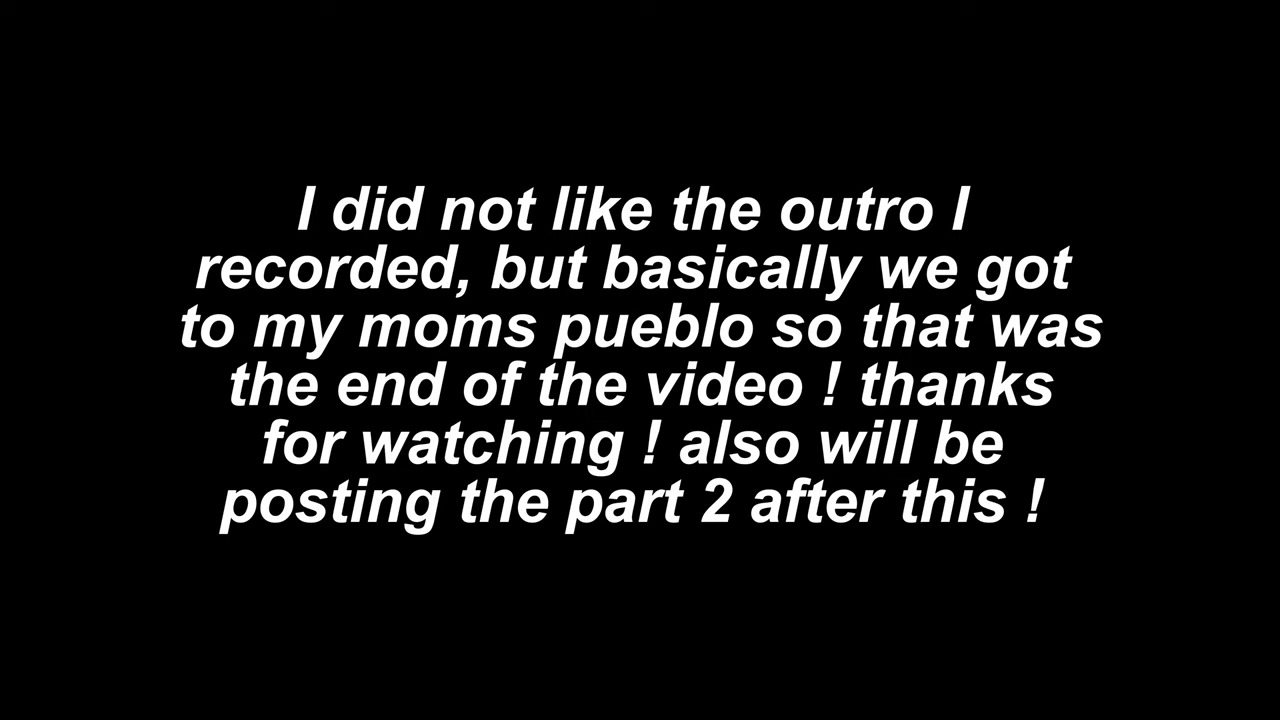 I did not like the outro I
recorded, but basically we got
to my moms pueblo so that was
the end of the video ! thanks
for watching ! also will be
posting the part 2 after this !